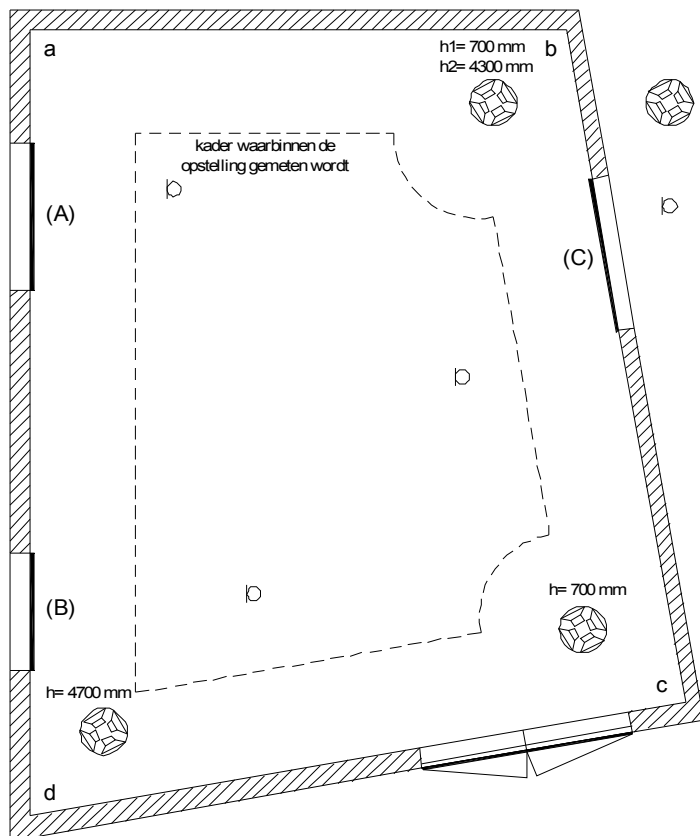 a
h1= 700 mm
h2= 4300 mm
b
kader waarbinnen de
opstelling gemeten wordt
(A)
(C)
(B)
h= 700 mm
h= 4700 mm
c
d